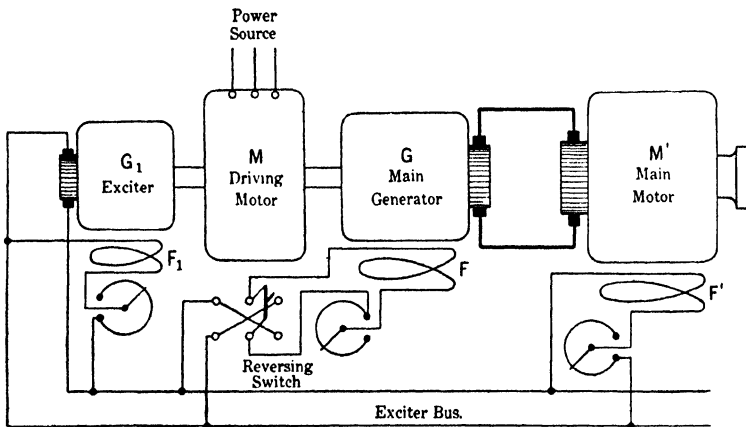 Power
Source
G₁
Exciter
M
Driving
Motor
G
Main
Generator
M'
Main
Motor
F₁
F
F'
Reversing
Switch
Exciter Bus.